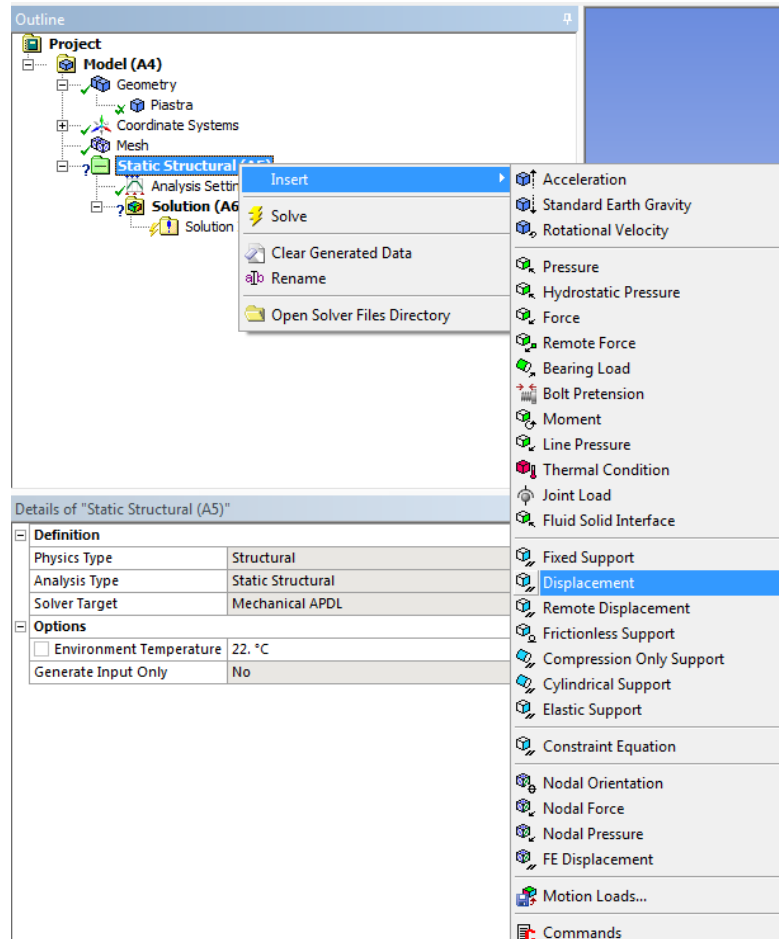 Outline
Project
Model (A4)
Geometry
Piastra
Coordinate Systems
Mesh
Static Structural (A5)
Analysis Settin
Solution (A6
Solution
Insert
Solve
Clear Generated Data
Rename
Open Solver Files Directory
Acceleration
Standard Earth Gravity
Rotational Velocity
Pressure
Hydrostatic Pressure
Force
Remote Force
Bearing Load
Bolt Pretension
Moment
Line Pressure
Thermal Condition
Joint Load
Fluid Solid Interface
Fixed Support
Displacement
Remote Displacement
Frictionless Support
Compression Only Support
Cylindrical Support
Elastic Support
Constraint Equation
Nodal Orientation
Nodal Force
Nodal Pressure
FE Displacement
Motion Loads...
Commands
Details of "Static Structural (A5)"
Definition
Physics Type Structural
Analysis Type Static Structural
Solver Target Mechanical APDL
Options
Environment Temperature 22. °C
Generate Input Only No